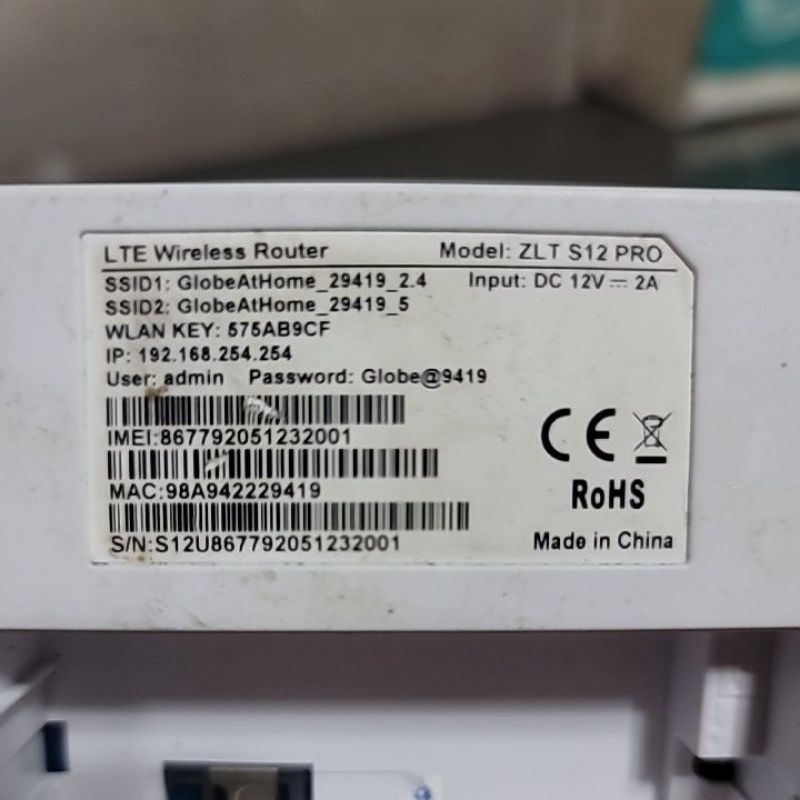 LTE Wireless Router Model: ZLT S12 PRO
SSID1: GlobeAtHome_29419_2.4 Input: DC 12V⎓2A
SSID2: GlobeAtHome_29419_5
WLAN KEY: 575AB9CF
IP: 192.168.254.254
User: admin Password: Globe@9419
IMEI:867792051232001
MAC:98A942229419
CE
RoHS
S/N:S12U867792051232001 Made in China